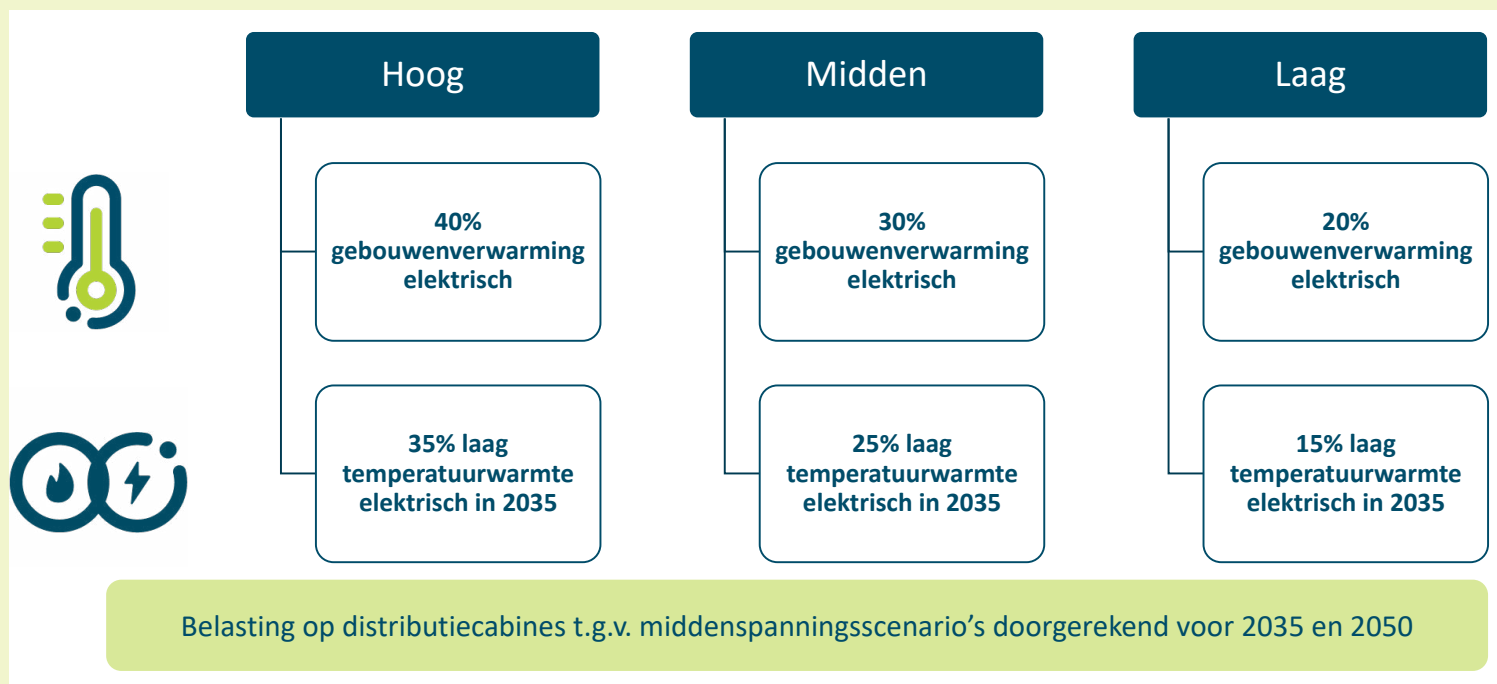 Hoog
Midden
Laag
40%
gebouwenverwarming
elektrisch
30%
gebouwenverwarming
elektrisch
20%
gebouwenverwarming
elektrisch
35% laag
temperatuurwarmte
elektrisch in 2035
25% laag
temperatuurwarmte
elektrisch in 2035
15% laag
temperatuurwarmte
elektrisch in 2035
Belasting op distributiecabines t.g.v. middenspanningsscenario’s doorgerekend voor 2035 en 2050